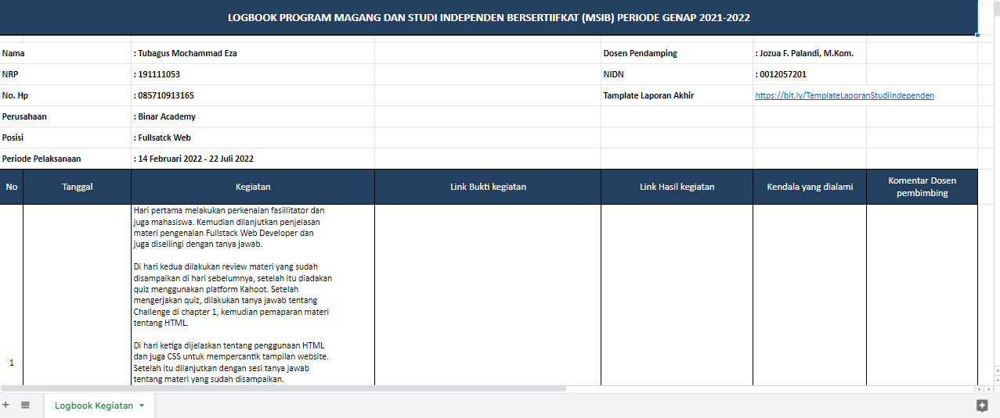 LOGBOOK PROGRAM MAGANG DAN STUDI INDEPENDEN BERSERTIIFKAT (MSIB) PERIODE GENAP 2021-2022
Nama : Tubagus Mochammad Eza Dosen Pendamping : Jozua F. Palandi, M.Kom.
NRP : 191111053 NIDN : 0012057201
No. Hp : 085710913165 Tamplate Laporan Akhir https://bit.ly/TemplateLaporanStudiIndependen
Perusahaan : Binar Academy
Posisi : Fullsatck Web
Periode Pelaksanaan : 14 Februari 2022 - 22 Juli 2022
No Tanggal Kegiatan Link Bukti kegiatan Link Hasil kegiatan Kendala yang dialami Komentar Dosen
pembimbing
Hari pertama melakukan perkenalan fasillitator dan
juga mahasiswa. Kemudian dilanjutkan penjelasan
materi pengenalan Fullstack Web Developer dan
juga diseliingi dengan tanya jawab.
Di hari kedua dilakukan review materi yang sudah
disampaikan di hari sebelumnya, setelah itu diadakan
quiz menggunakan platform Kahoot. Setelah
mengerjakan quiz, dilakukan tanya jawab tentang
Challenge di chapter 1, kemudian pemaparan materi
tentang HTML.
Di hari ketiga dijelaskan tentang penggunaan HTML
dan juga CSS untuk mempercantik tampilan website.
1
Setelah itu dilanjutkan dengan sesi tanya jawab
tentang materi yang sudah disampaikan.
Logbook Kegiatan